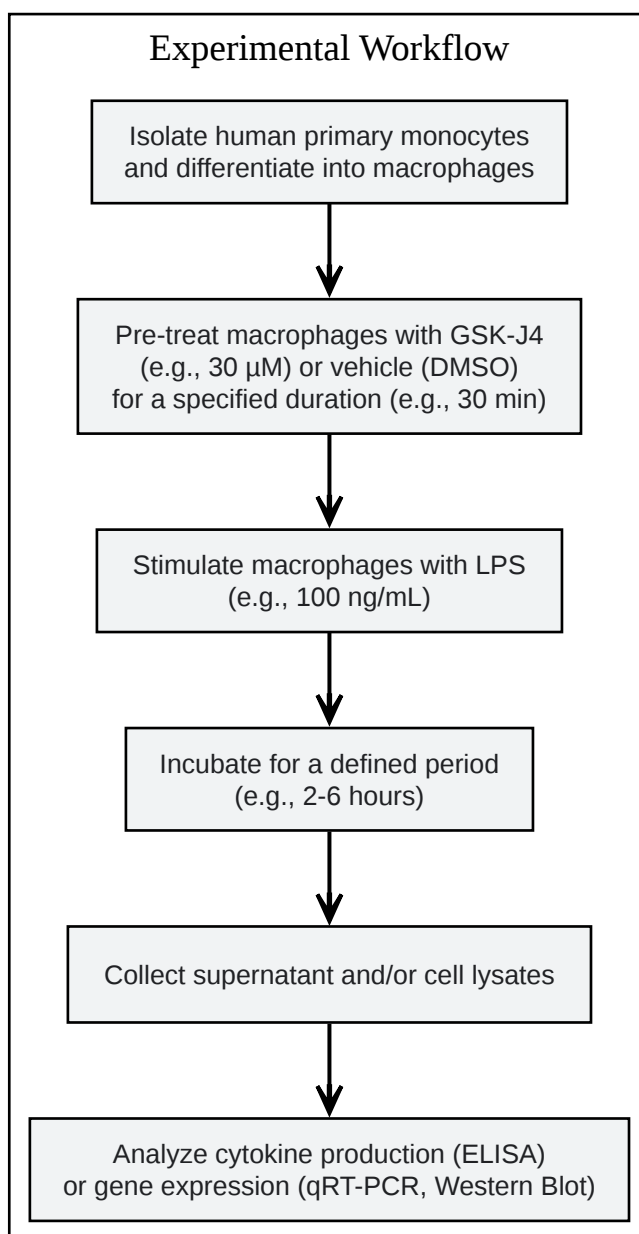 Experimental Workflow
Isolate human primary monocytes
and differentiate into macrophages
Pre-treat macrophages with GSK-J4
(e.g., 30 µM) or vehicle (DMSO)
for a specified duration (e.g., 30 min)
Stimulate macrophages with LPS
(e.g., 100 ng/mL)
Incubate for a defined period
(e.g., 2-6 hours)
Collect supernatant and/or cell lysates
Analyze cytokine production (ELISA)
or gene expression (qRT-PCR, Western Blot)